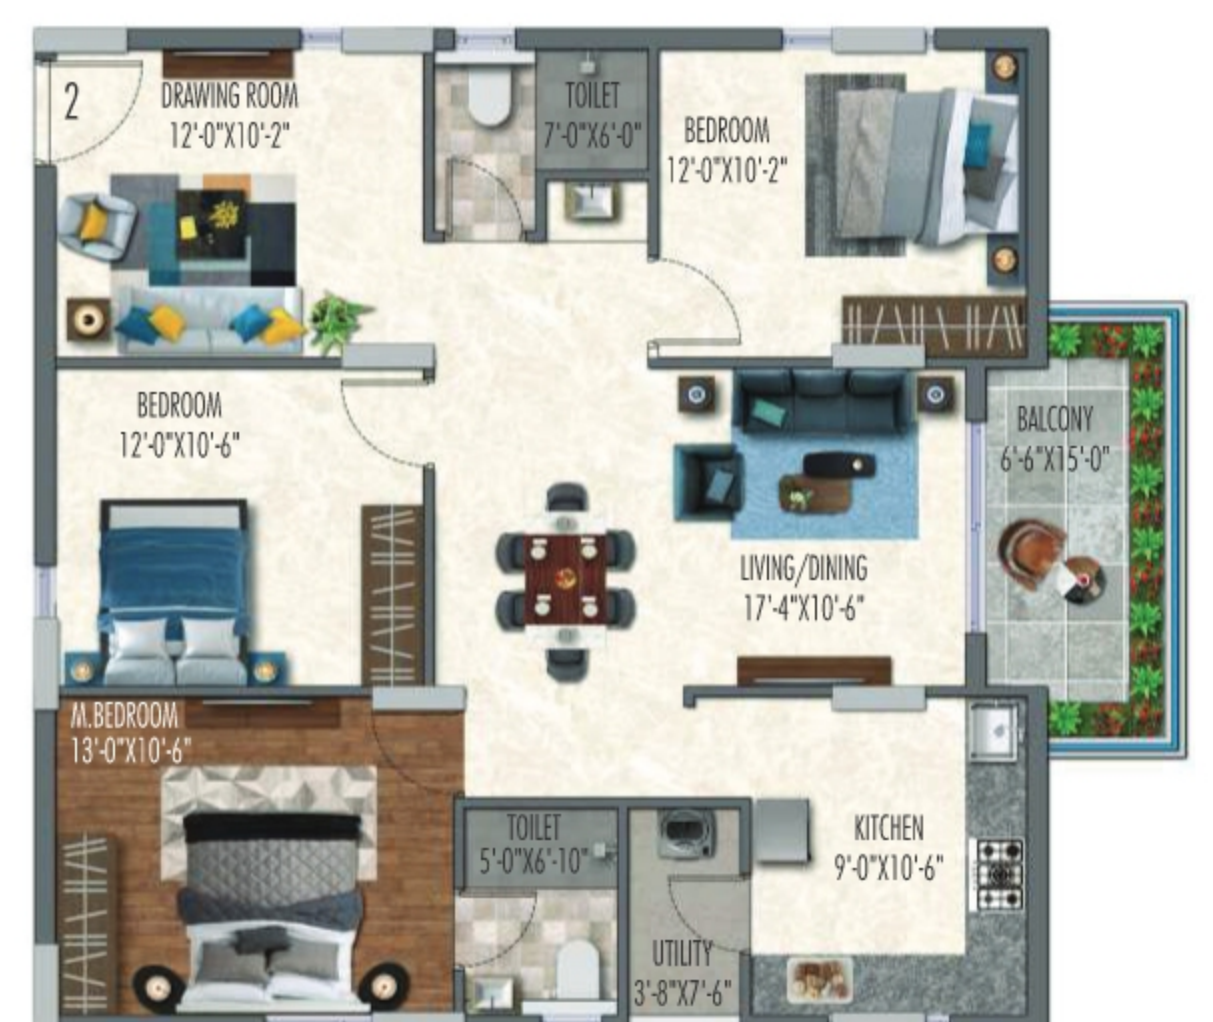 2
DRAWING ROOM
12'-0"X10'-2"
TOILET
7'-0"X6'-0"
BEDROOM
12'-0"X10'-2"
BEDROOM
12'-0"X10'-6"
BALCONY
6'-6"X15'-0"
LIVING/DINING
17'-4"X10'-6"
M.BEDROOM
13'-0"X10'-6"
TOILET
5'-0"X6'-10"
KITCHEN
9'-0"X10'-6"
UTILITY
3'-8"X7'-6"